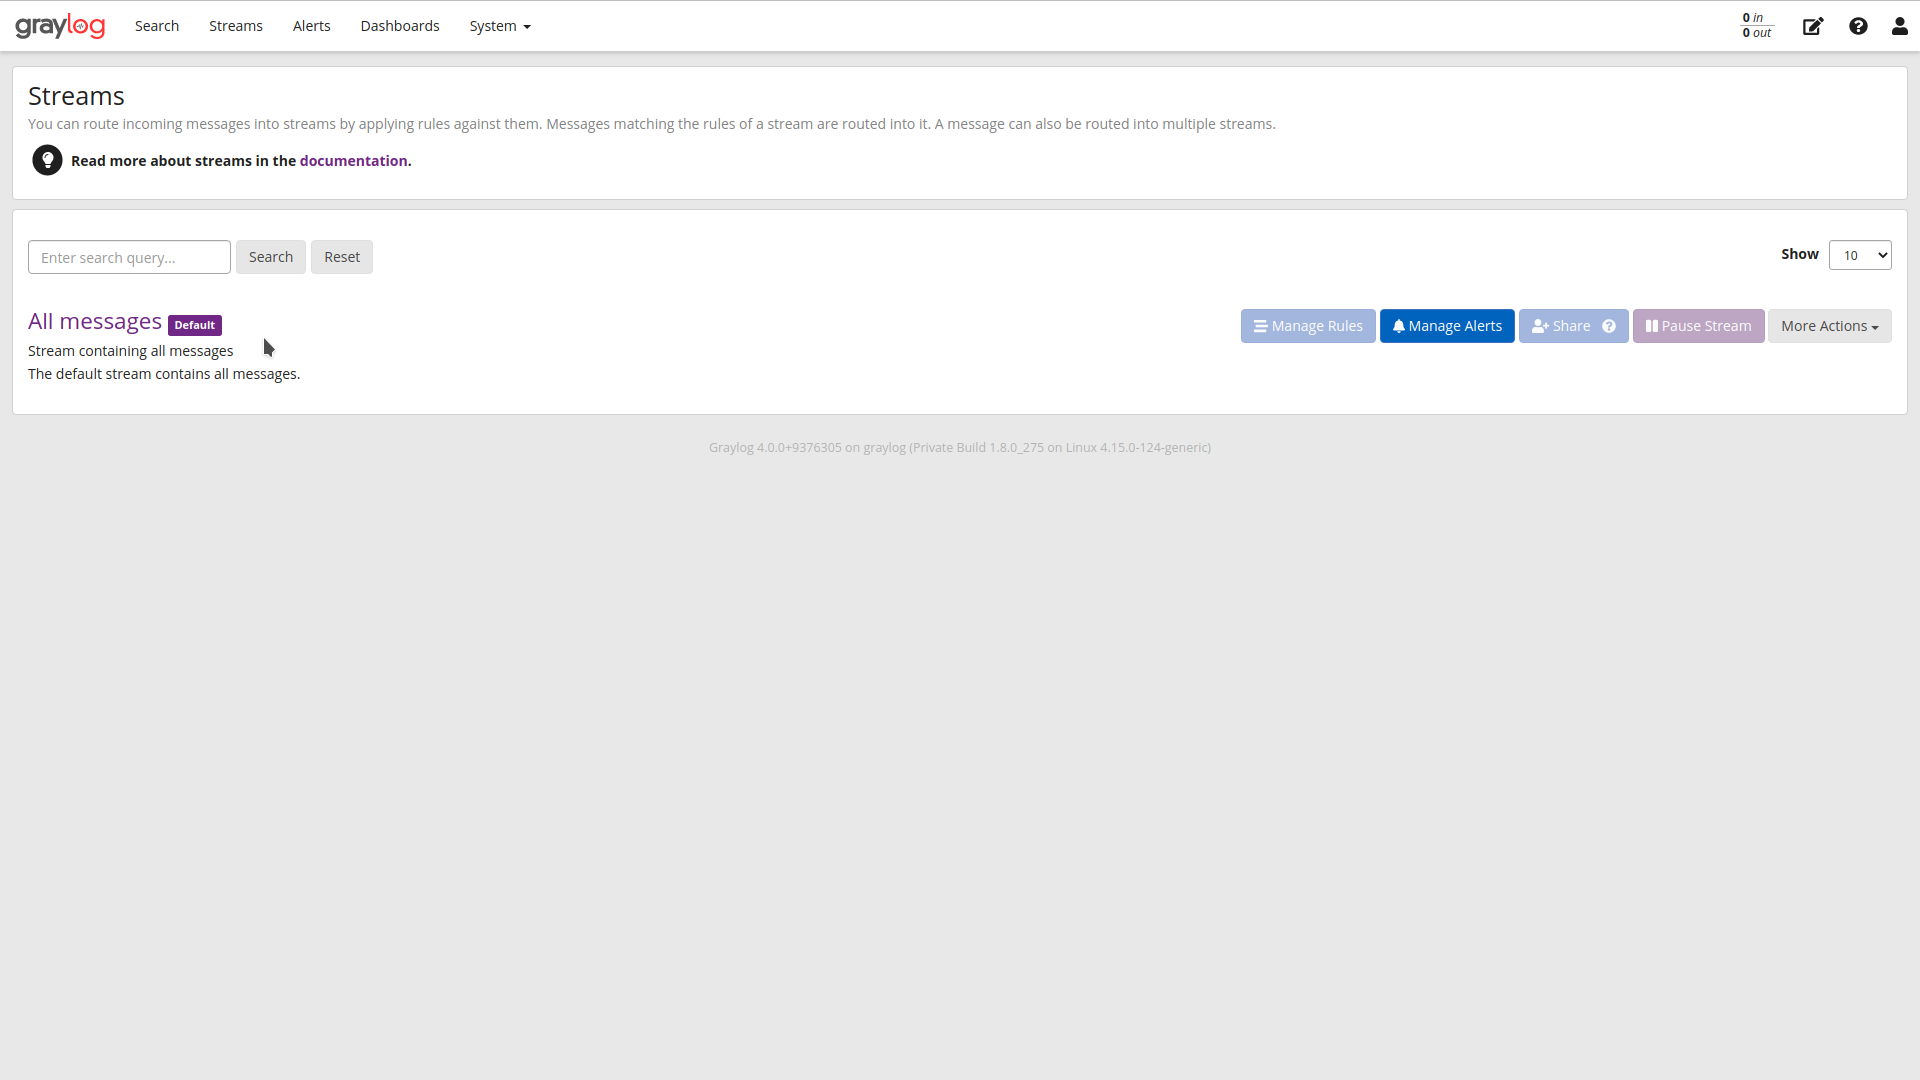 graylog Search Streams Alerts Dashboards System 0 in
0 out
Streams
You can route incoming messages into streams by applying rules against them. Messages matching the rules of a stream are routed into it. A message can also be routed into multiple streams.
Read more about streams in the documentation.
Enter search query... Search Reset Show 10
All messages Default Manage Rules Manage Alerts Share Pause Stream More Actions
Stream containing all messages
The default stream contains all messages.
Graylog 4.0.0+9376305 on graylog (Private Build 1.8.0_275 on Linux 4.15.0-124-generic)